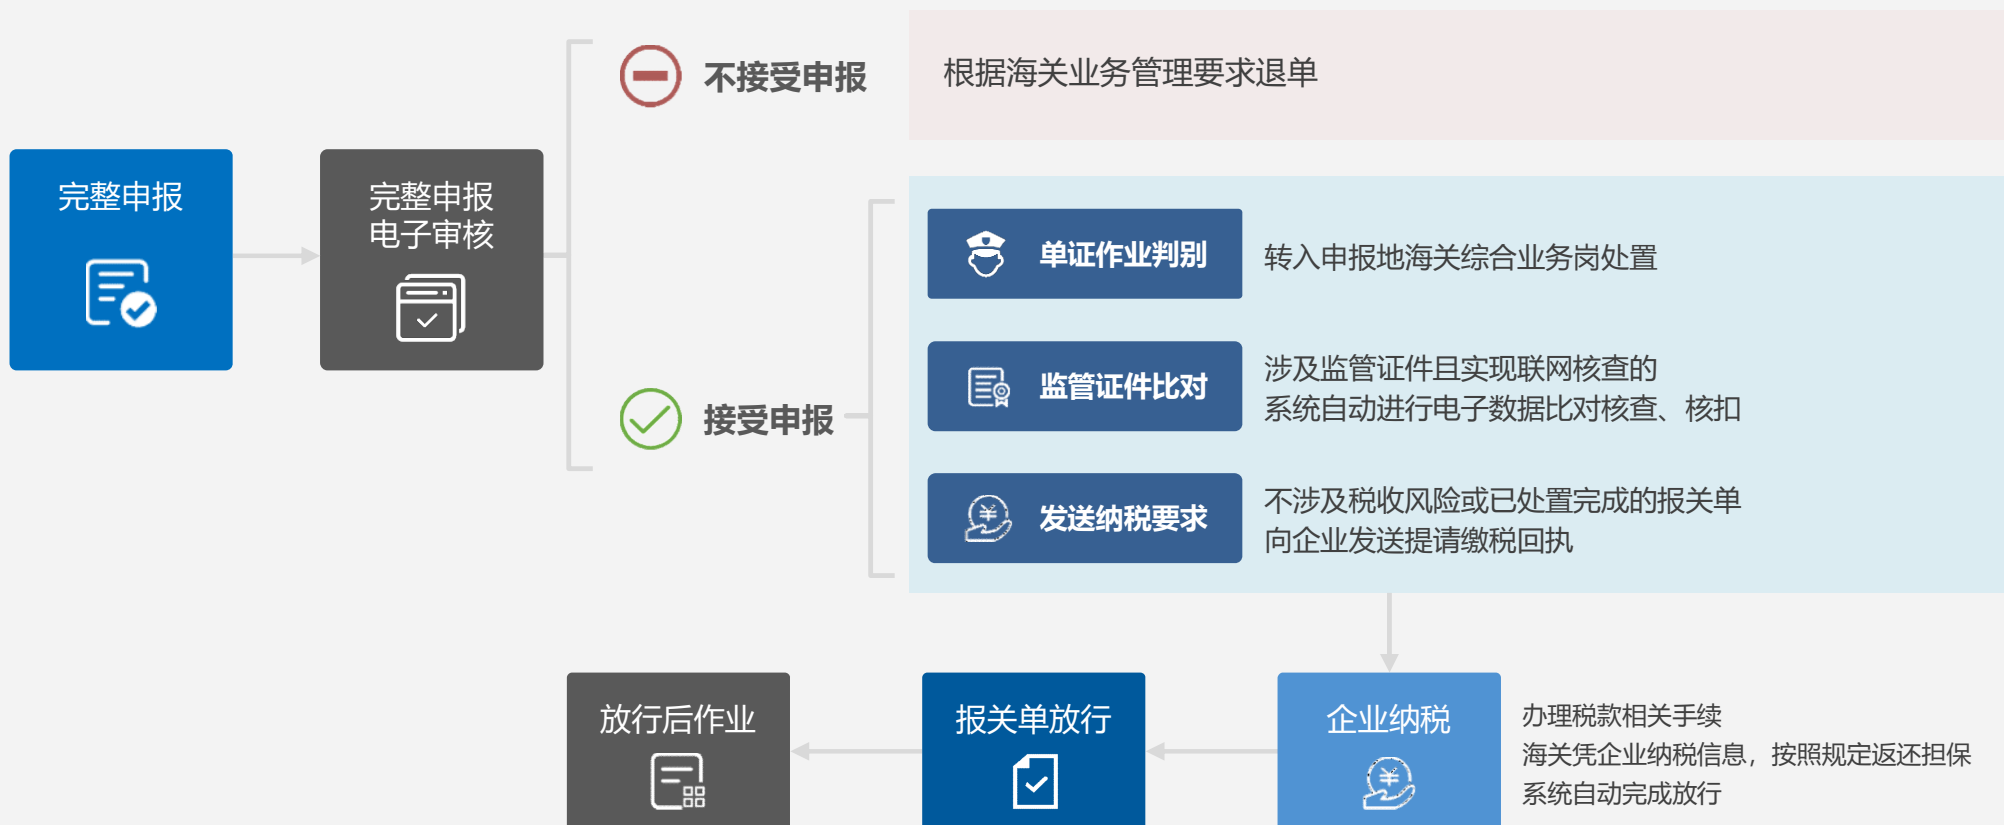 不接受申报
根据海关业务管理要求退单
完整申报
完整申报
电子审核
接受申报
单证作业判别
转入申报地海关综合业务岗处置
监管证件比对
涉及监管证件且实现联网核查的
系统自动进行电子数据比对核查、核扣
发送纳税要求
不涉及税收风险或已处置完成的报关单
向企业发送提请缴税回执
放行后作业
报关单放行
企业纳税
办理税款相关手续
海关凭企业纳税信息，按照规定返还担保
系统自动完成放行